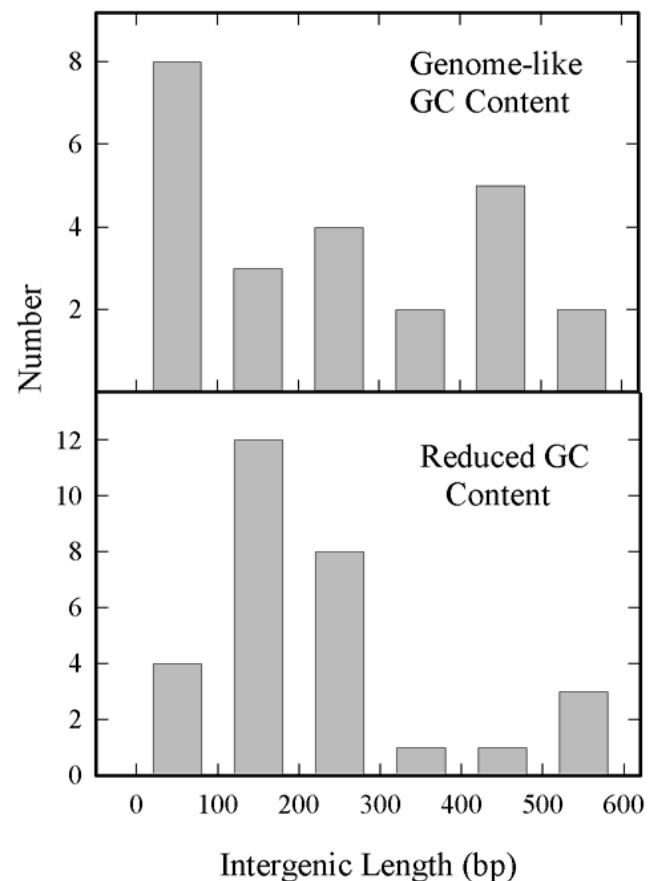 Genome-like
GC Content
8
6
4
2
Number
Reduced GC
Content
12
10
8
6
4
2
0
0 100 200 300 400 500 600
Intergenic Length (bp)